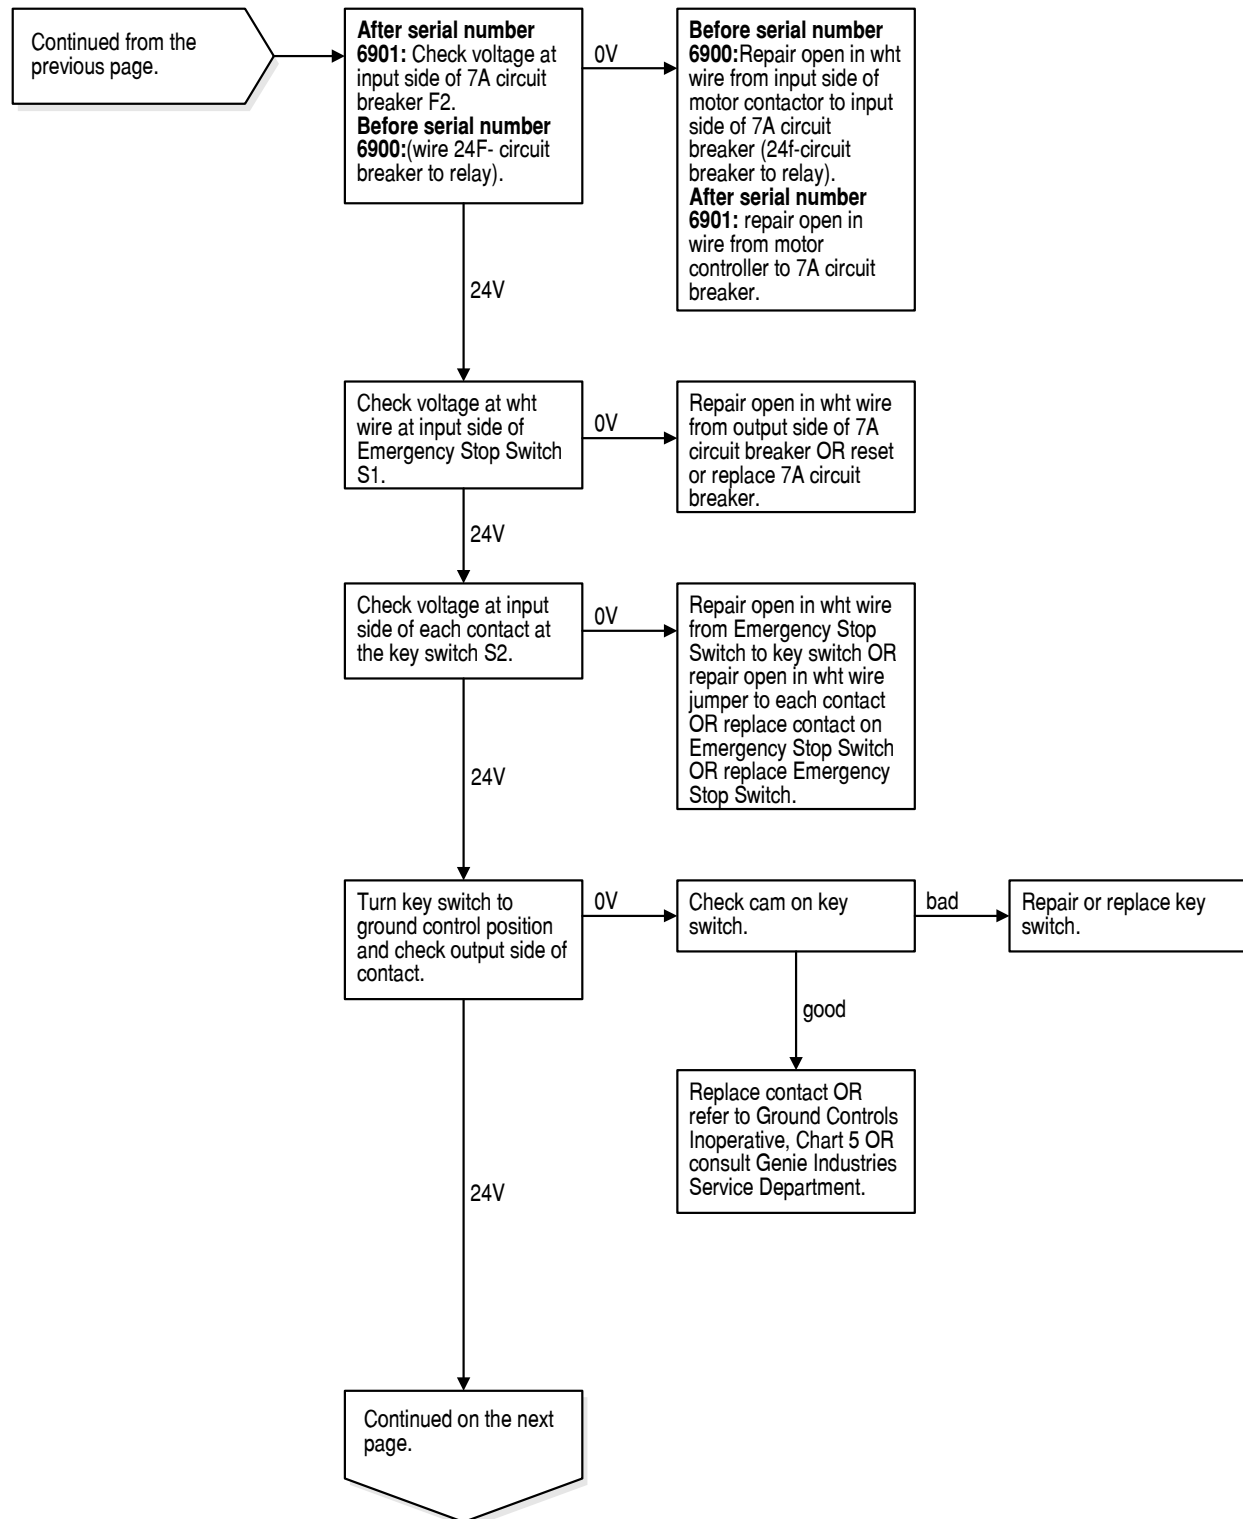 Continued from the
previous page.
After serial number
6901: Check voltage at
input side of 7A circuit
breaker F2.
Before serial number
6900:(wire 24F- circuit
breaker to relay).
0V
Before serial number
6900:Repair open in wht
wire from input side of
motor contactor to input
side of 7A circuit
breaker (24f-circuit
breaker to relay).
After serial number
6901: repair open in
wire from motor
controller to 7A circuit
breaker.
24V
Check voltage at wht
wire at input side of
Emergency Stop Switch
S1.
0V
Repair open in wht wire
from output side of 7A
circuit breaker OR reset
or replace 7A circuit
breaker.
24V
Check voltage at input
side of each contact at
the key switch S2.
0V
Repair open in wht wire
from Emergency Stop
Switch to key switch OR
repair open in wht wire
jumper to each contact
OR replace contact on
Emergency Stop Switch
OR replace Emergency
Stop Switch.
24V
Turn key switch to
ground control position
and check output side of
contact.
0V
Check cam on key
switch.
bad
Repair or replace key
switch.
good
Replace contact OR
refer to Ground Controls
Inoperative, Chart 5 OR
consult Genie Industries
Service Department.
24V
Continued on the next
page.